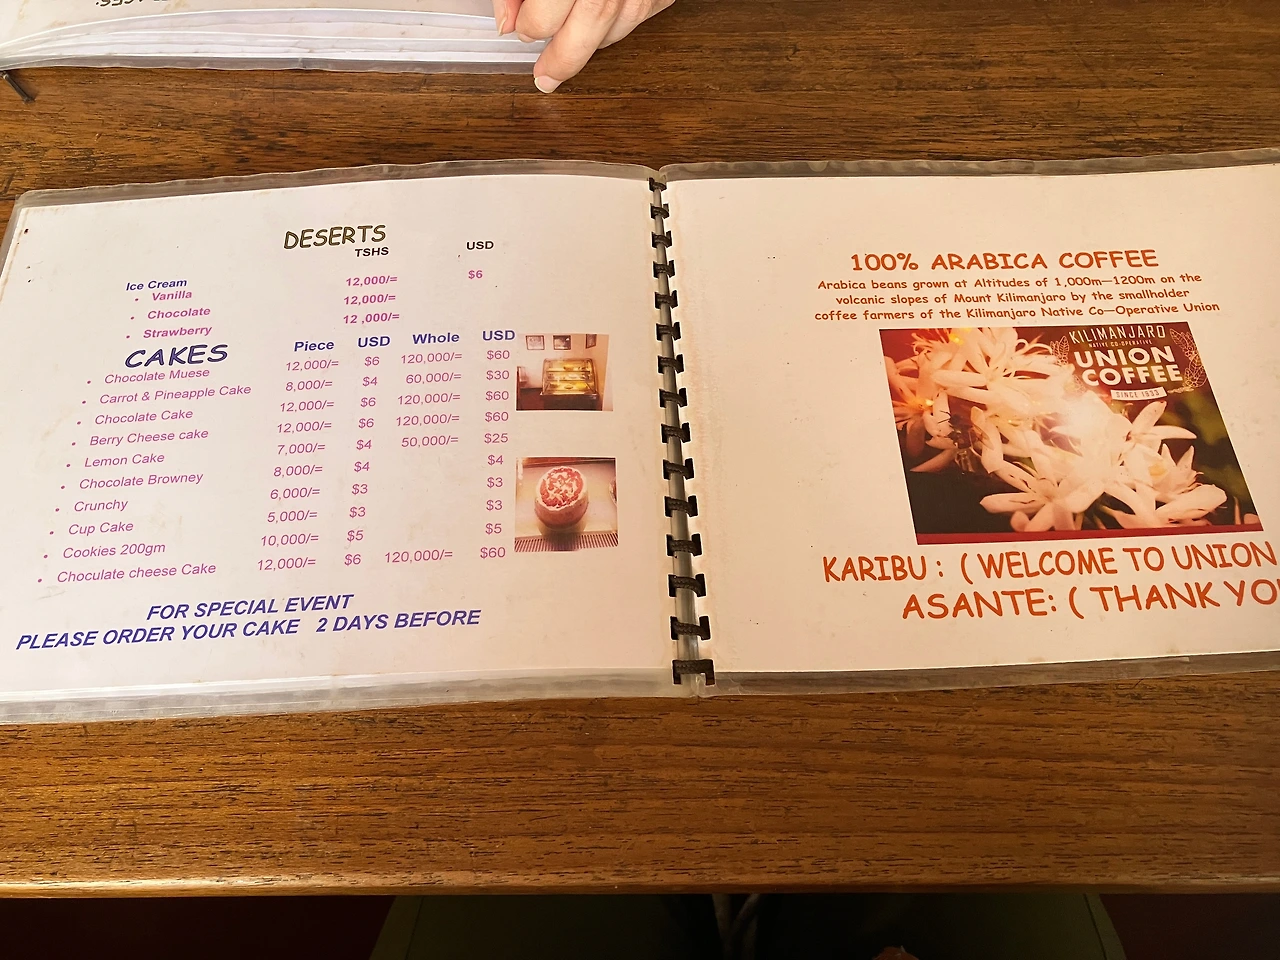 DESERTS
TSHS USD
Ice Cream
• Vanilla 12,000/= $6
• Chocolate 12,000/=
• Strawberry 12 ,000/=
CAKES Piece USD Whole USD
• Chocolate Muese 12,000/= $6 120,000/= $60
• Carrot & Pineapple Cake 8,000/= $4 60,000/= $30
• Chocolate Cake 12,000/= $6 120,000/= $60
• Berry Cheese cake 12,000/= $6 120,000/= $60
• Lemon Cake 7,000/= $4 50,000/= $25
• Chocolate Browney 8,000/= $4 $4
• Crunchy 6,000/= $3 $3
• Cup Cake 5,000/= $3 $3
• Cookies 200gm 10,000/= $5 $5
• Choculate cheese Cake 12,000/= $6 120,000/= $60
FOR SPECIAL EVENT
PLEASE ORDER YOUR CAKE 2 DAYS BEFORE
100% ARABICA COFFEE
Arabica beans grown at Altitudes of 1,000m—1200m on the
volcanic slopes of Mount Kilimanjaro by the smallholder
coffee farmers of the Kilimanjaro Native Co—Operative Union
KILIMANJARO
NATIVE CO-OPERATIVE
UNION
COFFEE
SINCE 1933
KARIBU : ( WELCOME TO UNION
ASANTE: ( THANK YO